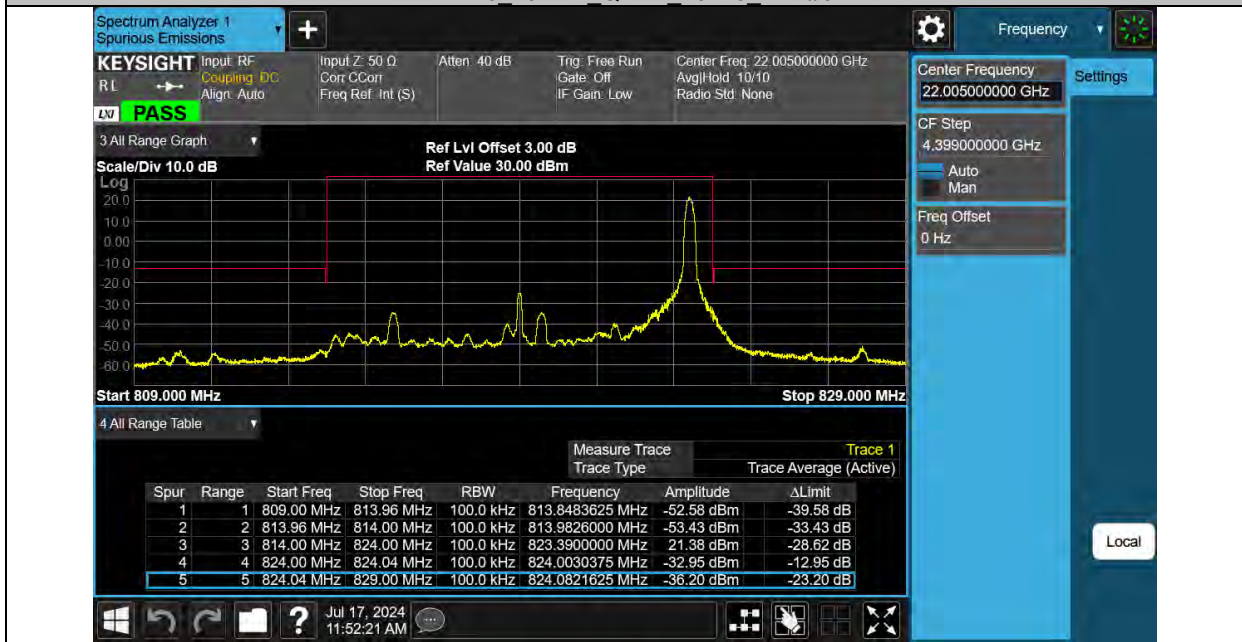 Spectrum Analyzer 1
Spurious Emissions
Frequency
KEYSIGHT Input: RF Input Z: 50 Ω Atten: 40 dB Trig: Free Run Center Freq: 22.005000000 GHz
Coupling: DC Corr CCorr Gate: Off Avg|Hold: 10/10
RL Align: Auto Freq Ref: Int (S) IF Gain: Low Radio Std: None
LXI PASS
Center Frequency
22.005000000 GHz
Settings
CF Step
4.399000000 GHz
Auto
Man
Freq Offset
0 Hz
3 All Range Graph
Ref Lvl Offset 3.00 dB
Scale/Div 10.0 dB Ref Value 30.00 dBm
Log
20.0
10.0
0.00
-10.0
-20.0
-30.0
-40.0
-50.0
-60.0
Start 809.000 MHz Stop 829.000 MHz
4 All Range Table
Measure Trace Trace 1
Trace Type Trace Average (Active)
Spur Range Start Freq Stop Freq RBW Frequency Amplitude ΔLimit
1 1 809.00 MHz 813.96 MHz 100.0 kHz 813.8483625 MHz -52.58 dBm -39.58 dB
2 2 813.96 MHz 814.00 MHz 100.0 kHz 813.9826000 MHz -53.43 dBm -33.43 dB
3 3 814.00 MHz 824.00 MHz 100.0 kHz 823.3900000 MHz 21.38 dBm -28.62 dB
4 4 824.00 MHz 824.04 MHz 100.0 kHz 824.0030375 MHz -32.95 dBm -12.95 dB
5 5 824.04 MHz 829.00 MHz 100.0 kHz 824.0821625 MHz -36.20 dBm -23.20 dB
Local
Jul 17, 2024
11:52:21 AM